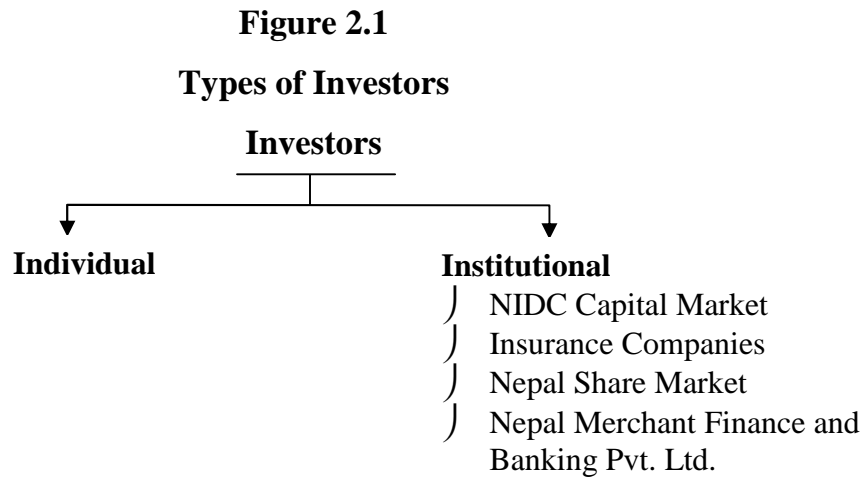 Figure 2.1
Types of Investors
Investors
Individual
Institutional
⎠ NIDC Capital Market
⎠ Insurance Companies
⎠ Nepal Share Market
⎠ Nepal Merchant Finance and
Banking Pvt. Ltd.